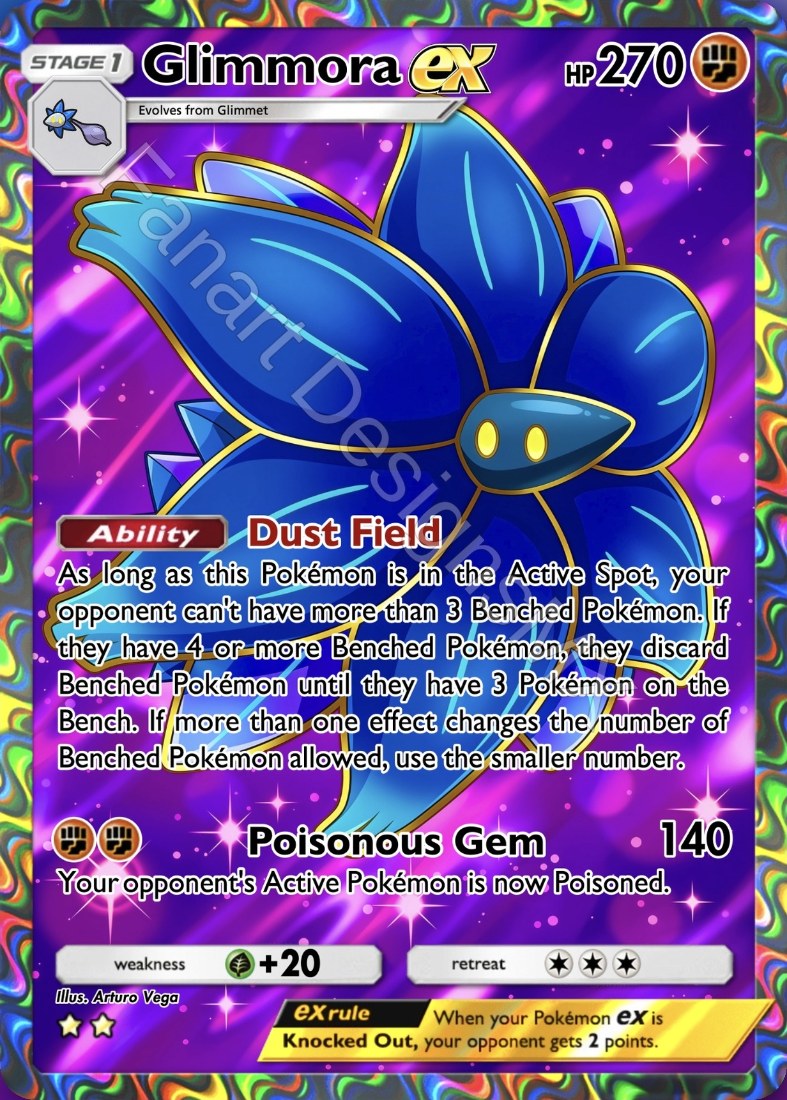 STAGE 1 Glimmora ex HP 270
Evolves from Glimmet
Ability Dust Field
As long as this Pokémon is in the Active Spot, your
opponent can't have more than 3 Benched Pokémon. If
they have 4 or more Benched Pokémon, they discard
Benched Pokémon until they have 3 Pokémon on the
Bench. If more than one effect changes the number of
Benched Pokémon allowed, use the smaller number.
Poisonous Gem 140
Your opponent's Active Pokémon is now Poisoned.
weakness +20 retreat
Illus. Arturo Vega
ex rule When your Pokémon ex is
Knocked Out, your opponent gets 2 points.
Fanart Designs